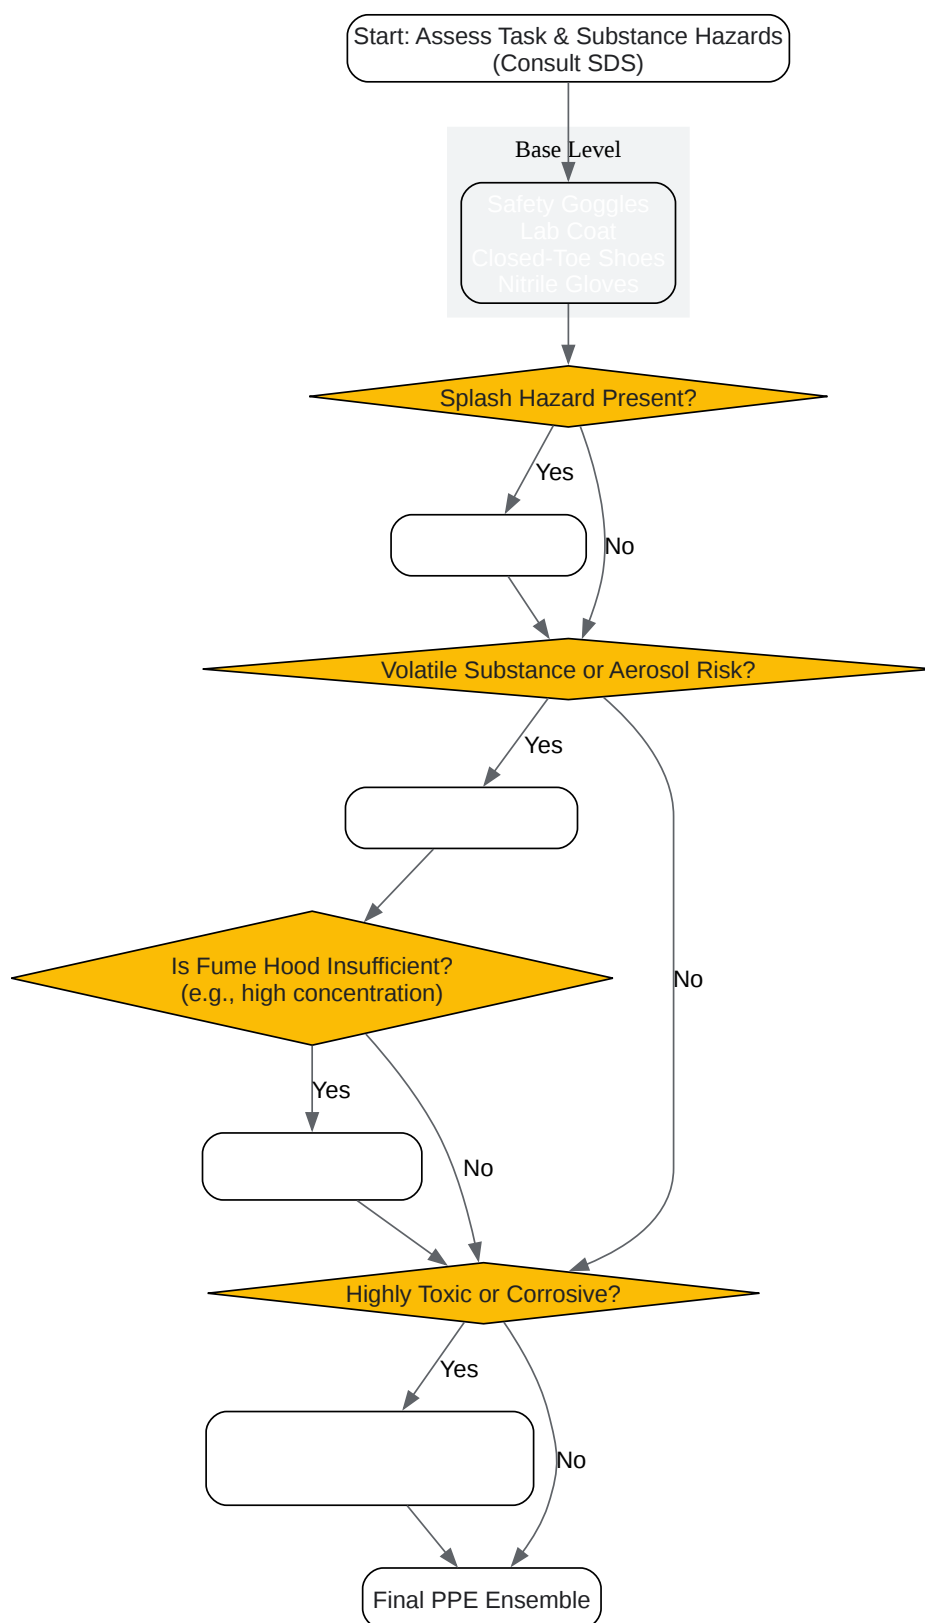 Start: Assess Task & Substance Hazards
(Consult SDS)
Base Level
Safety Goggles
Lab Coat
Closed-Toe Shoes
Nitrile Gloves
Splash Hazard Present?
Yes
No
Volatile Substance or Aerosol Risk?
Yes
No
Is Fume Hood Insufficient?
(e.g., high concentration)
Yes
No
Highly Toxic or Corrosive?
Yes
No
Final PPE Ensemble